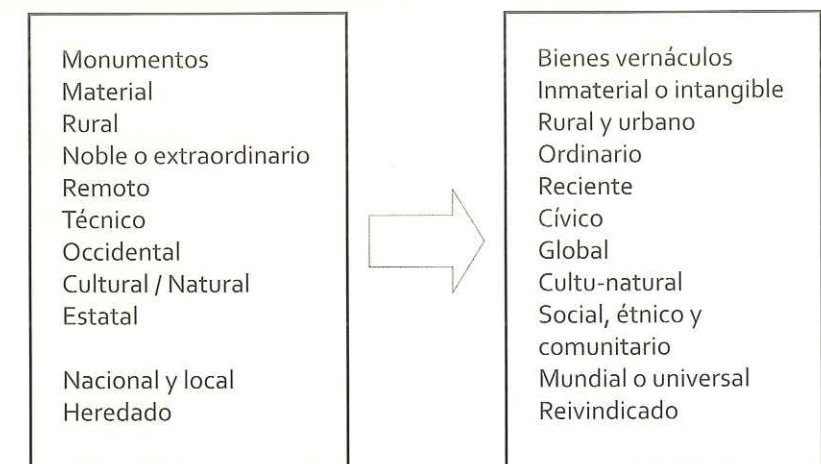 Monumentos
Material
Rural
Noble o extraordinario
Remoto
Técnico
Occidental
Cultural / Natural
Estatal
Nacional y local
Heredado
Bienes vernáculos
Inmaterial o intangible
Rural y urbano
Ordinario
Reciente
Cívico
Global
Cultu-natural
Social, étnico y
comunitario
Mundial o universal
Reivindicado